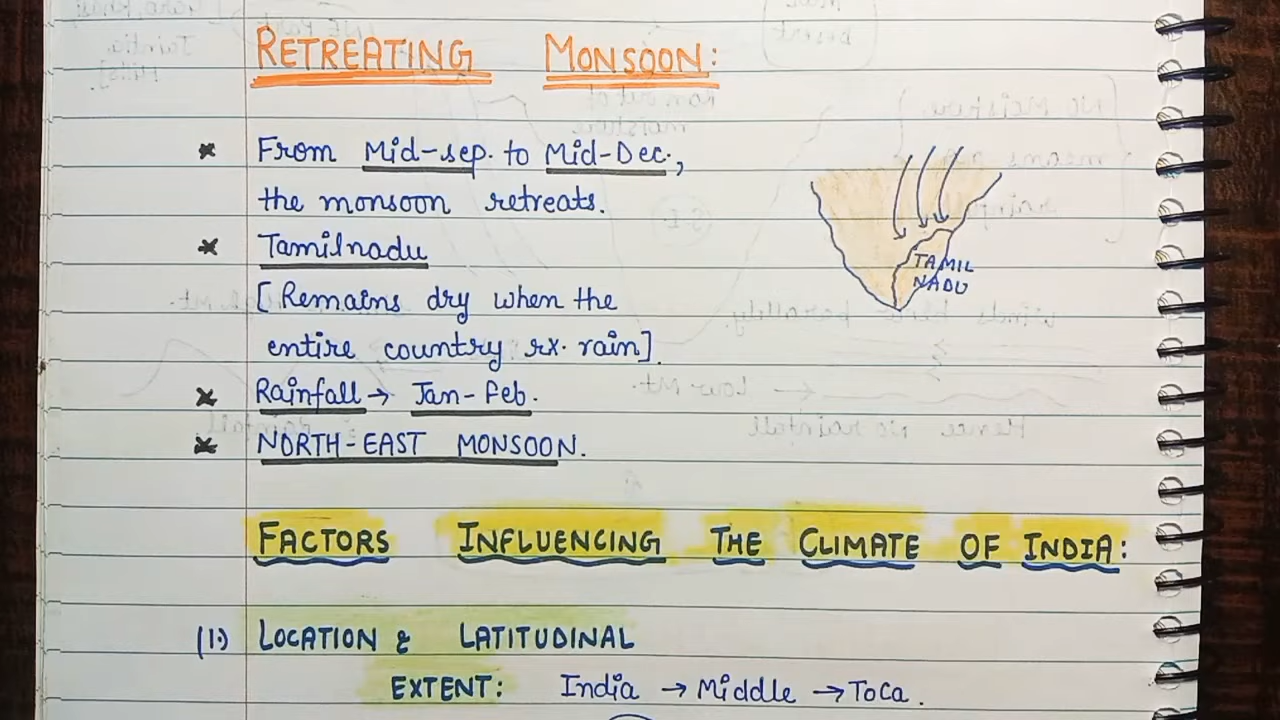 RETREATING MONSOON:
* From Mid-sep. to Mid-Dec.,
the monsoon retreats.
* Tamilnadu
[Remains dry when the
entire country rx. rain].
* Rainfall → Jan-Feb.
* NORTH-EAST MONSOON.
TAMIL
NADU
FACTORS INFLUENCING THE CLIMATE OF INDIA:
(1.) LOCATION & LATITUDINAL
EXTENT: India → Middle → ToCa.